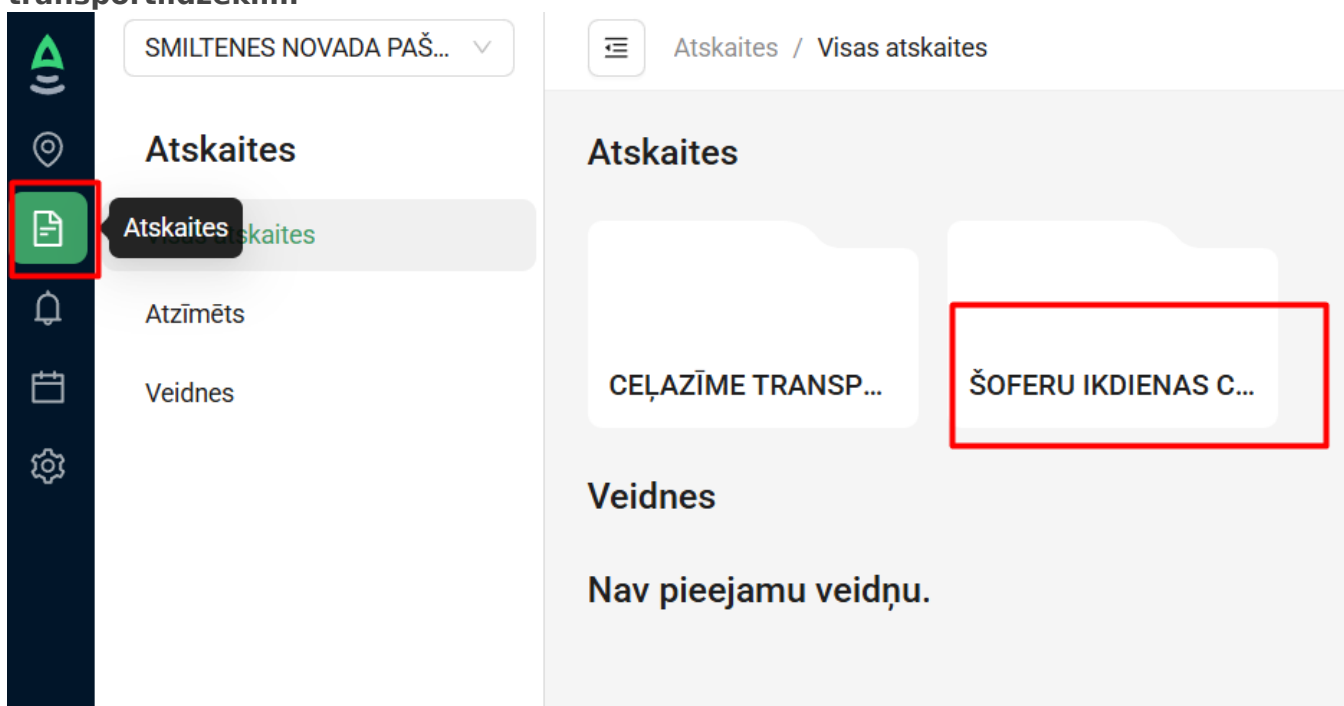 SMILTENES NOVADA PAŠ...
Atskaites / Visas atskaites
Atskaites
Atskaites
Atskaites
atskaites
Atzīmēts
Veidnes
CEĻAZĪME TRANSP...
ŠOFERU IKDIENAS C...
Veidnes
Nav pieejamu veidņu.